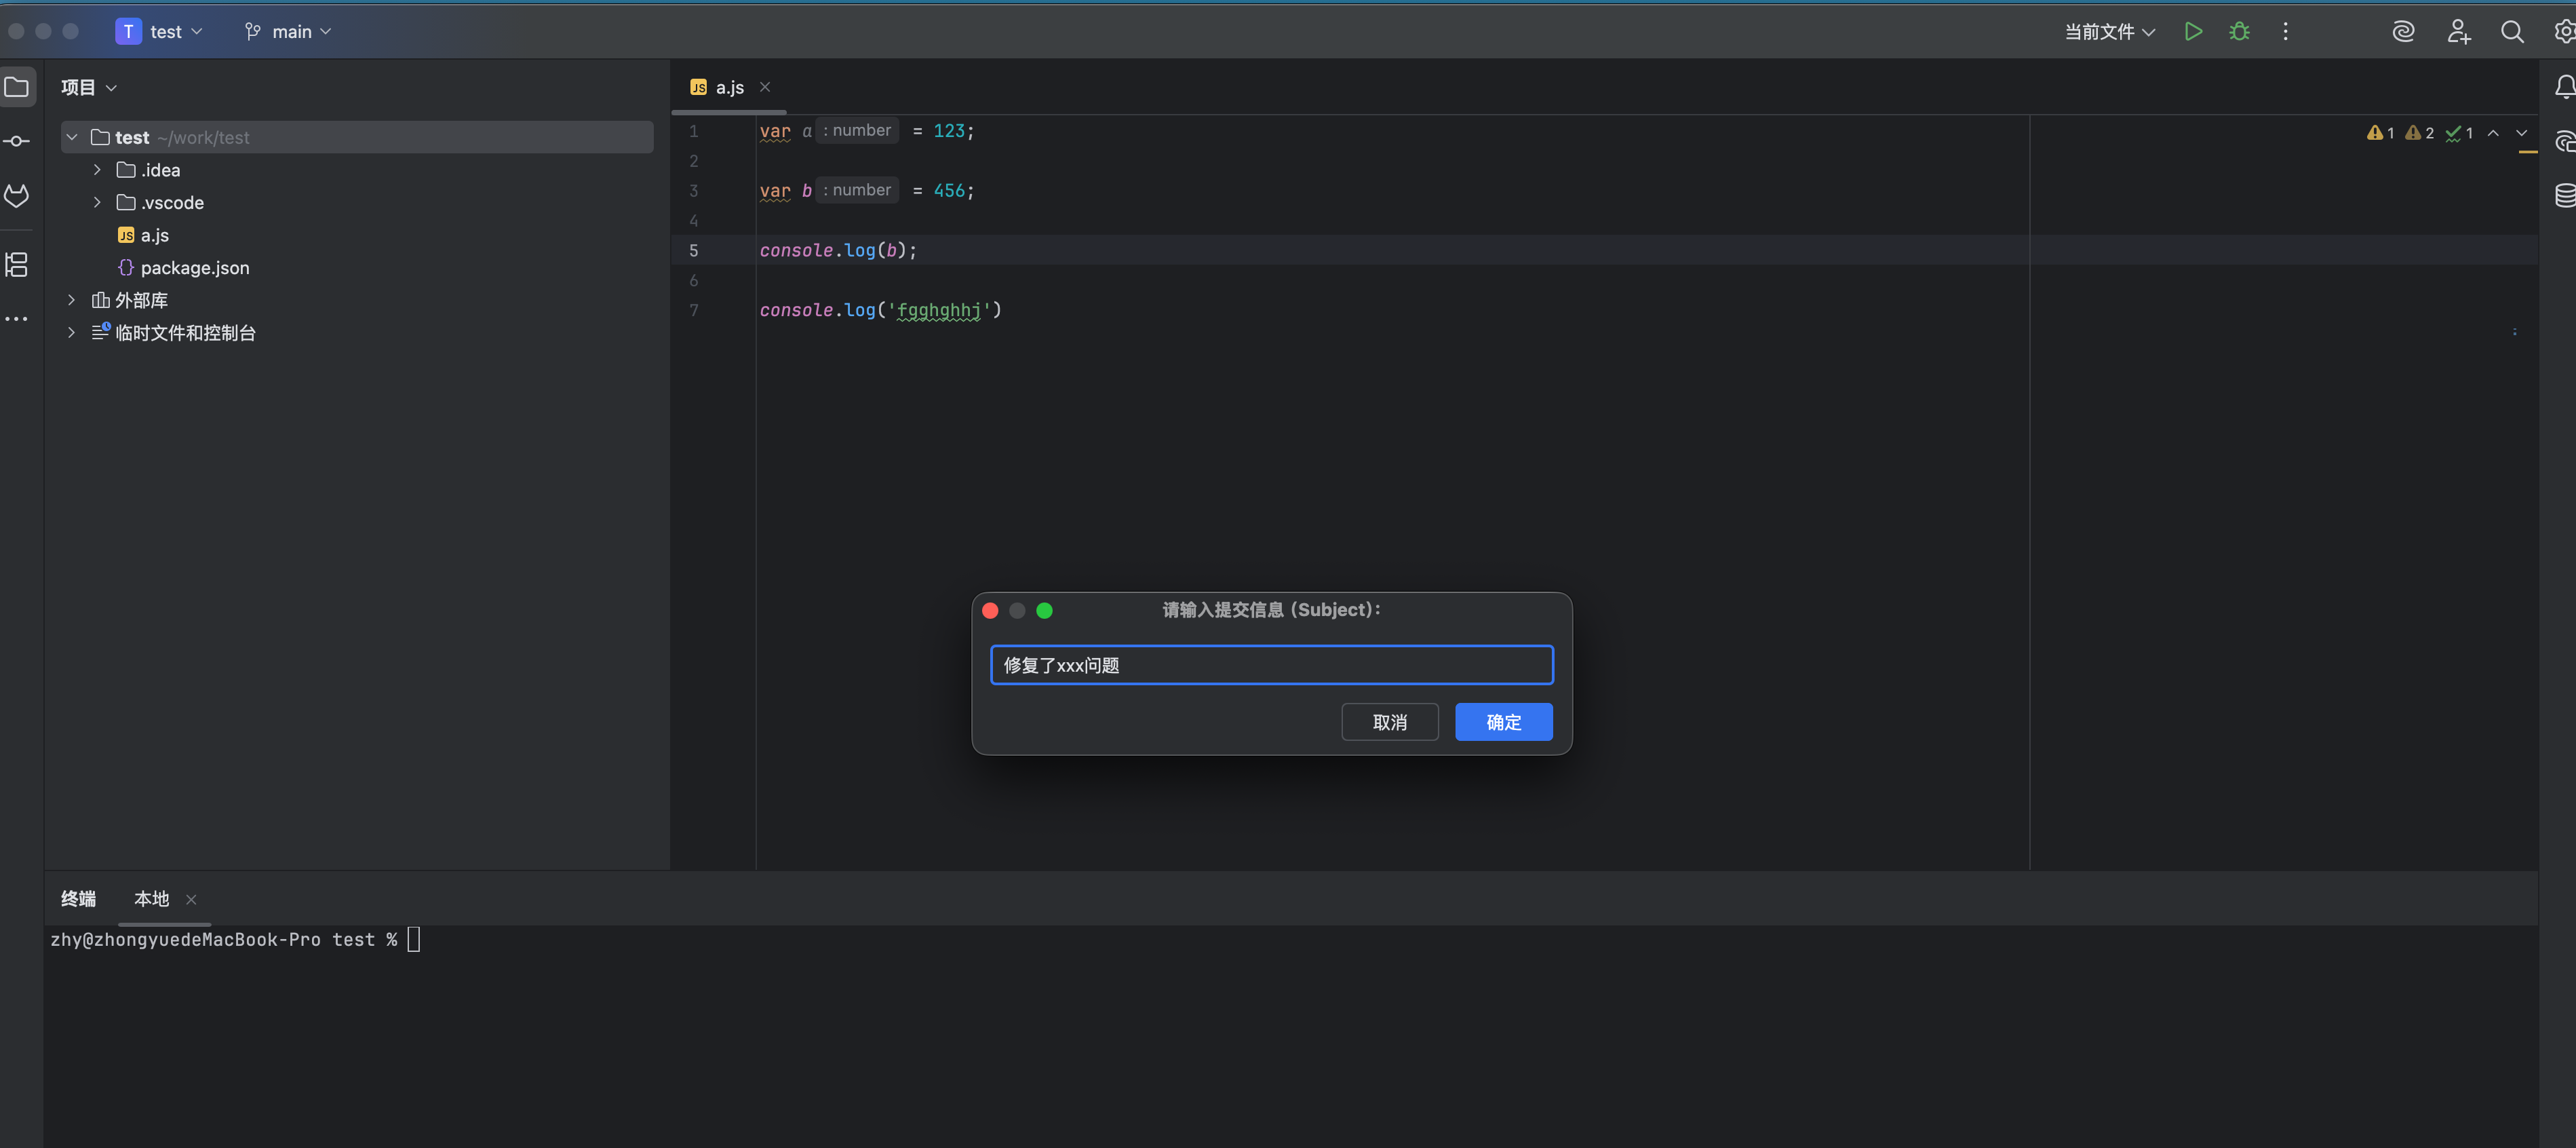 T test main 当前文件
项目
a.js
test ~/work/test
.idea
.vscode
JS a.js
{} package.json
外部库
临时文件和控制台
1 var a : number = 123;
2
3 var b : number = 456;
4
5 console.log(b);
6
7 console.log('fgghghhj')
1 2 1
请输入提交信息 (Subject):
修复了xxx问题
取消 确定
终端 本地
zhy@zhongyuedeMacBook-Pro test %